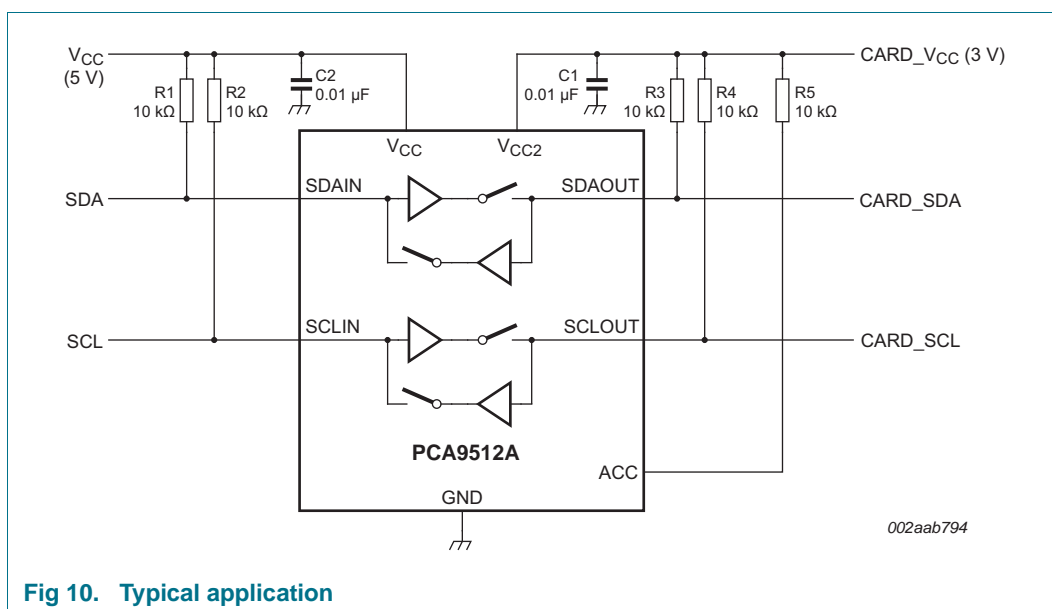 VCC
(5 V)
R1
10 kΩ
R2
10 kΩ
C2
0.01 μF
C1
0.01 μF
R3
10 kΩ
R4
10 kΩ
R5
10 kΩ
CARD_VCC (3 V)
VCC
VCC2
SDA
SDAIN
SDAOUT
CARD_SDA
SCL
SCLIN
SCLOUT
CARD_SCL
PCA9512A
ACC
GND
002aab794
Fig 10. Typical application